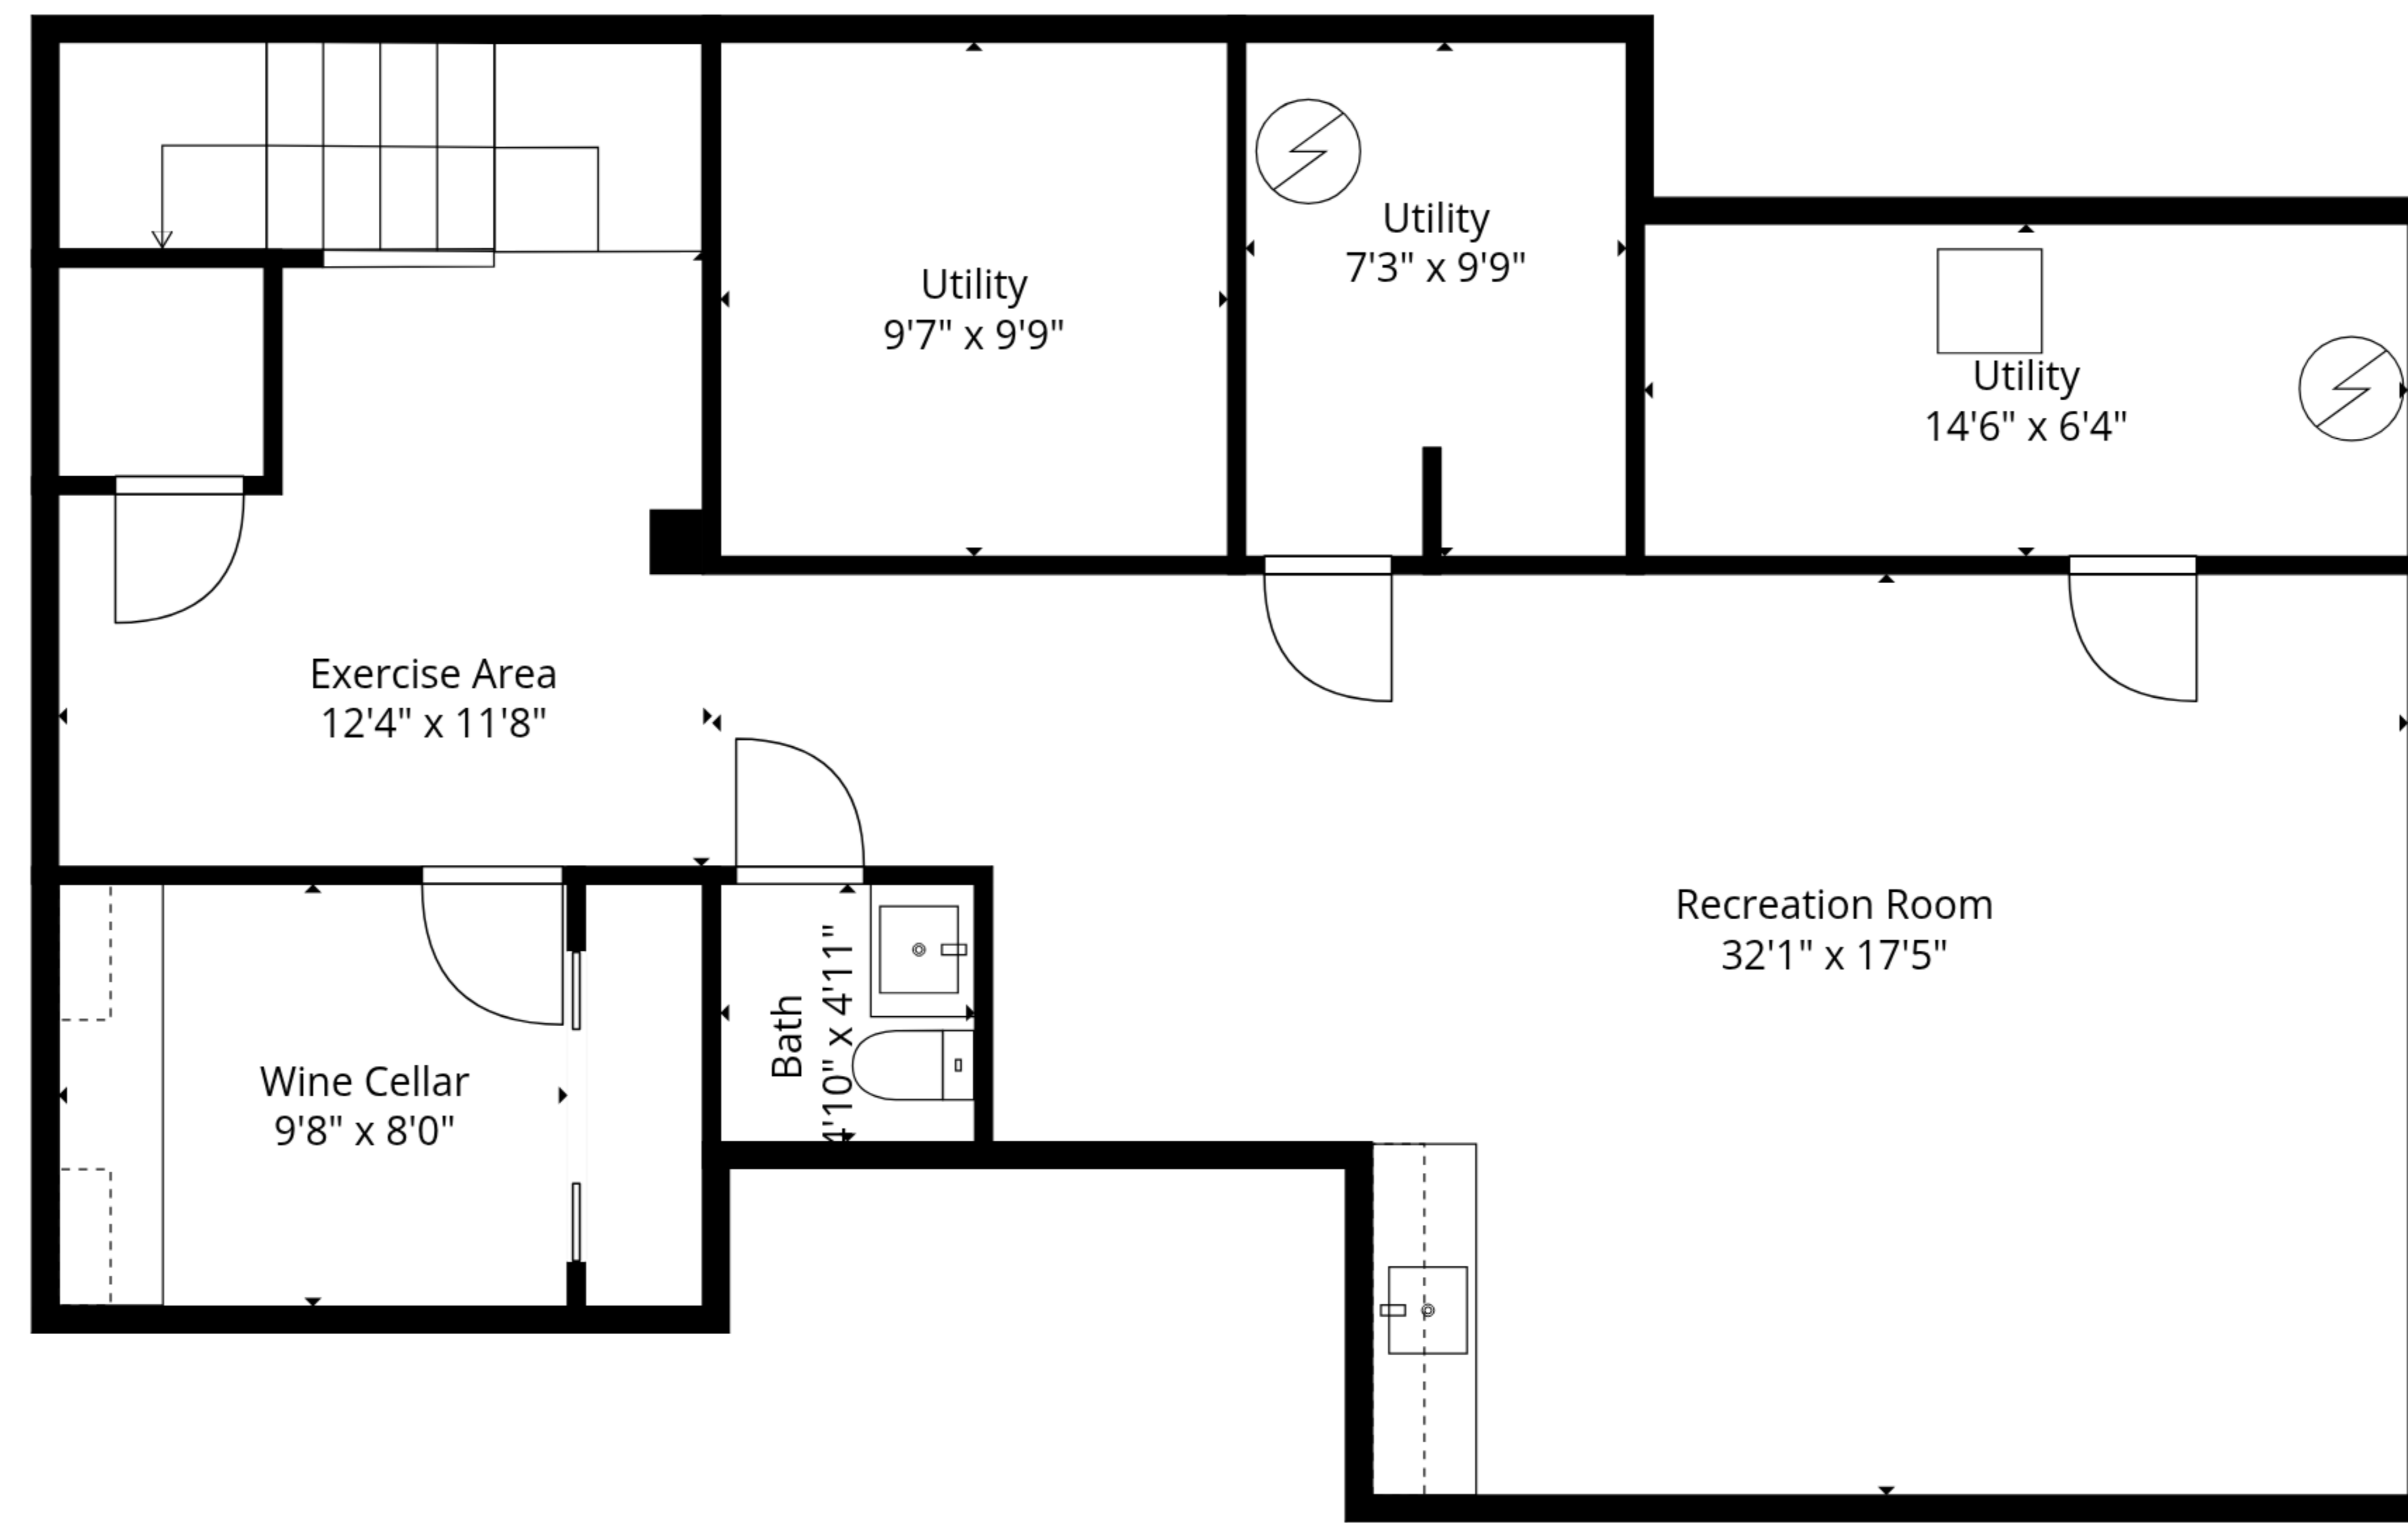 Utility
9'7" x 9'9"
Utility
7'3" x 9'9"
Utility
14'6" x 6'4"
Exercise Area
12'4" x 11'8"
Recreation Room
32'1" x 17'5"
Wine Cellar
9'8" x 8'0"
Bath
4'10" x 4'11"